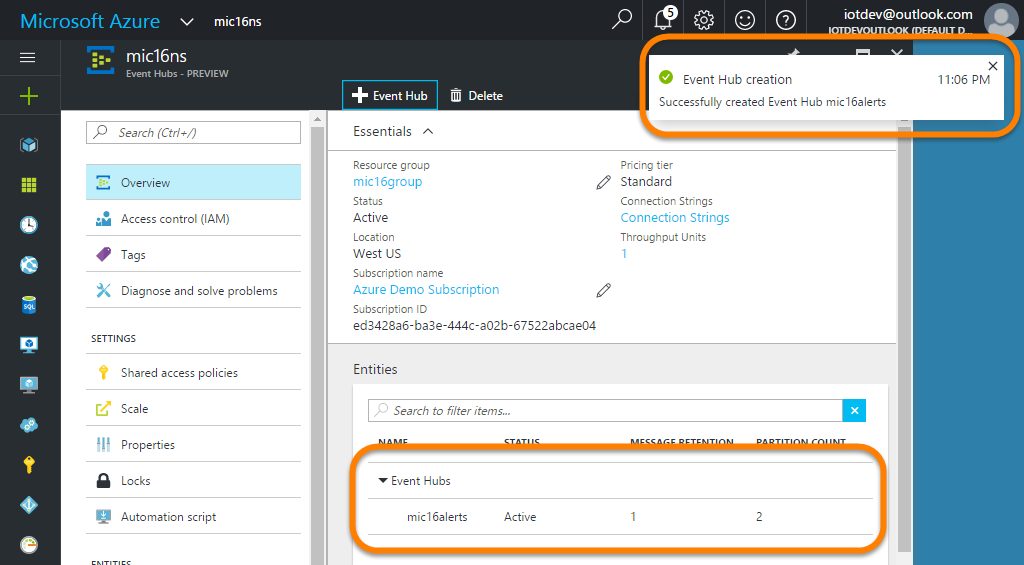 Microsoft Azure mic16ns
5
iotdev@outlook.com
IOTDEVOUTLOOK (DEFAULT D...
mic16ns
Event Hubs - PREVIEW
Event Hub Delete
Event Hub creation 11:06 PM
Successfully created Event Hub mic16alerts
Search (Ctrl+/)
Overview
Access control (IAM)
Tags
Diagnose and solve problems
SETTINGS
Shared access policies
Scale
Properties
Locks
Automation script
ENTITIES
SQL
Essentials
Resource group
mic16group
Status
Active
Location
West US
Subscription name
Azure Demo Subscription
Subscription ID
ed3428a6-ba3e-444c-a02b-67522abcae04
Pricing tier
Standard
Connection Strings
Connection Strings
Throughput Units
1
Entities
Search to filter items...
NAME STATUS MESSAGE RETENTION PARTITION COUNT
Event Hubs
mic16alerts Active 1 2